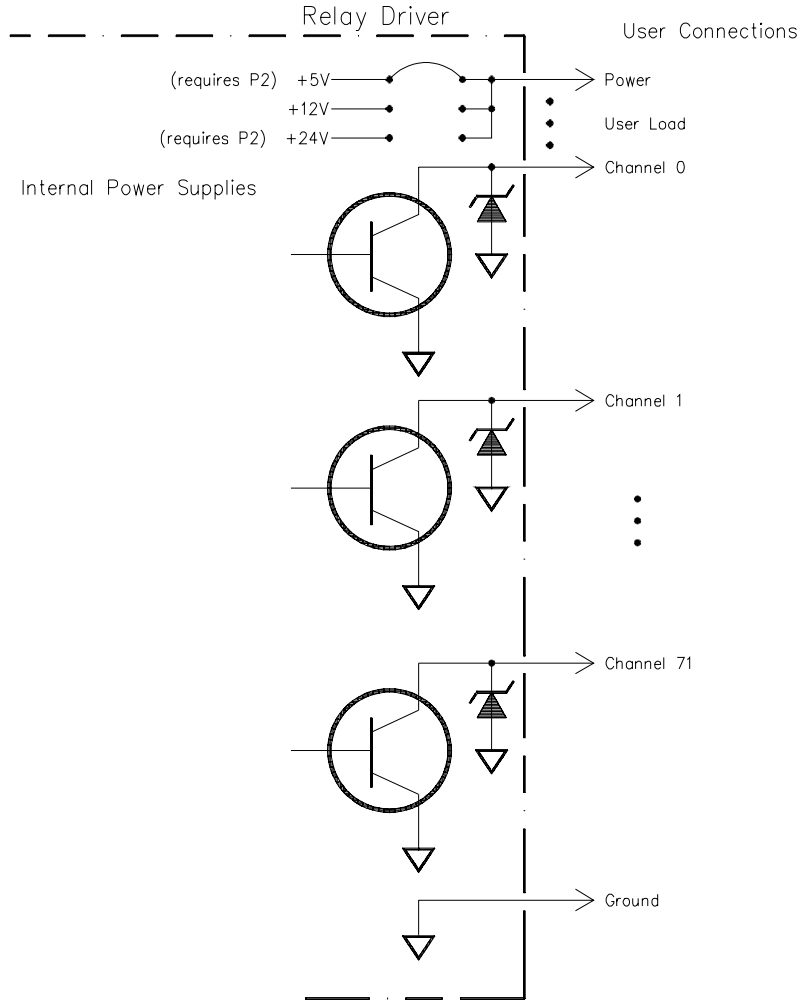 Relay Driver
User Connections
(requires P2) +5V
Power
+12V
User Load
(requires P2) +24V
Channel 0
Internal Power Supplies
Channel 1
Channel 71
Ground